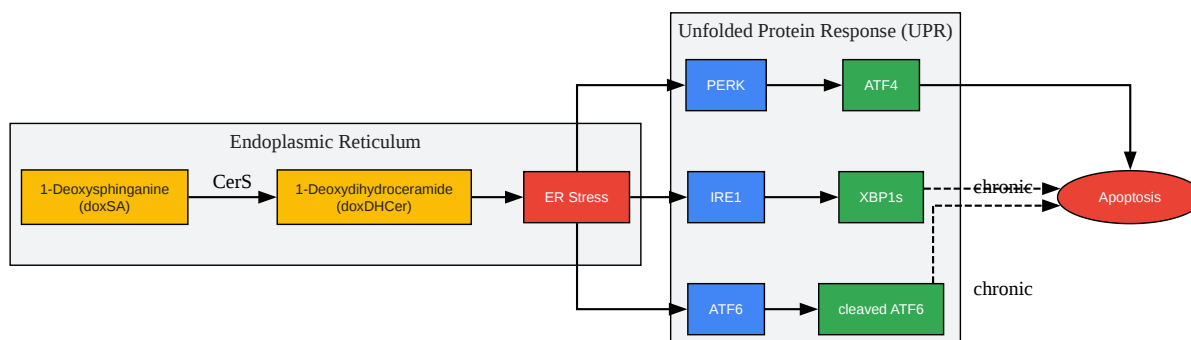 Unfolded Protein Response (UPR)
PERK
ATF4
Endoplasmic Reticulum
1-Deoxysphinganine
(doxSA)
CerS
1-Deoxydihydroceramide
(doxDHCer)
ER Stress
IRE1
XBP1s
chronic
Apoptosis
ATF6
cleaved ATF6
chronic